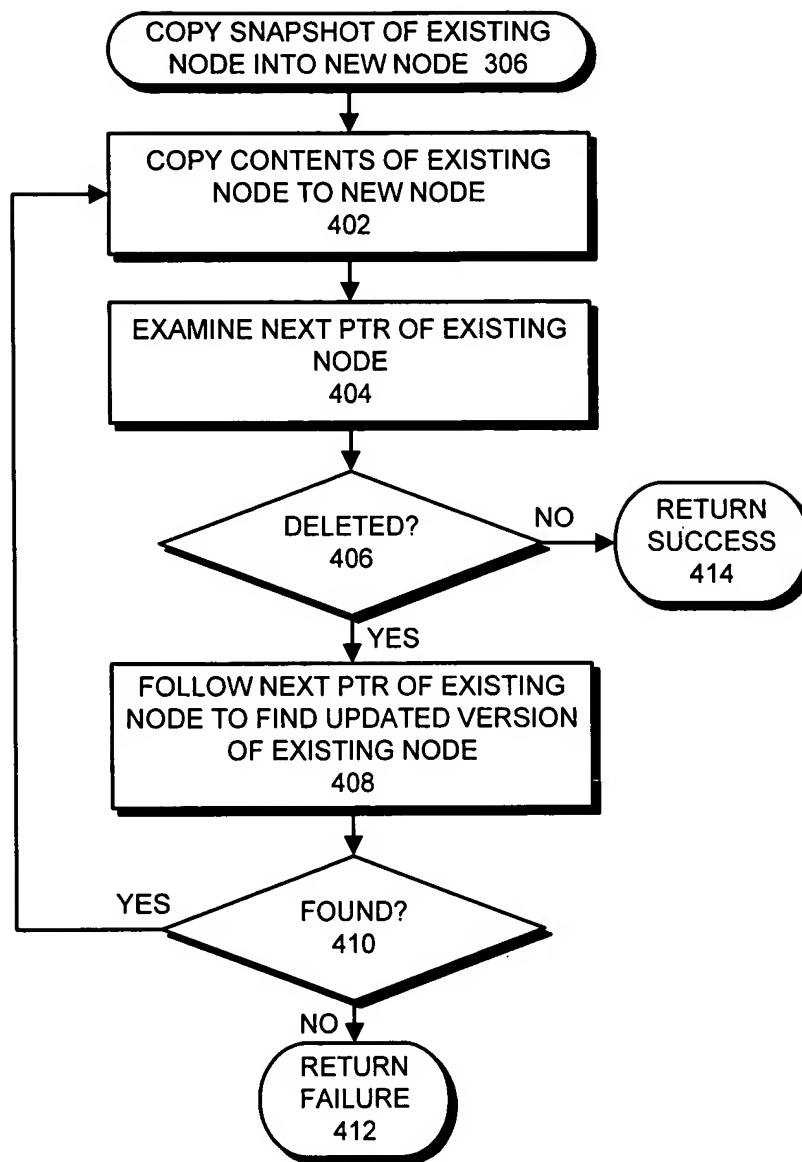 COPY SNAPSHOT OF EXISTING
NODE INTO NEW NODE 306
COPY CONTENTS OF EXISTING
NODE TO NEW NODE
402
EXAMINE NEXT PTR OF EXISTING
NODE
404
DELETED?
406
NO
RETURN
SUCCESS
414
YES
FOLLOW NEXT PTR OF EXISTING
NODE TO FIND UPDATED VERSION
OF EXISTING NODE
408
YES
FOUND?
410
NO
RETURN
FAILURE
412